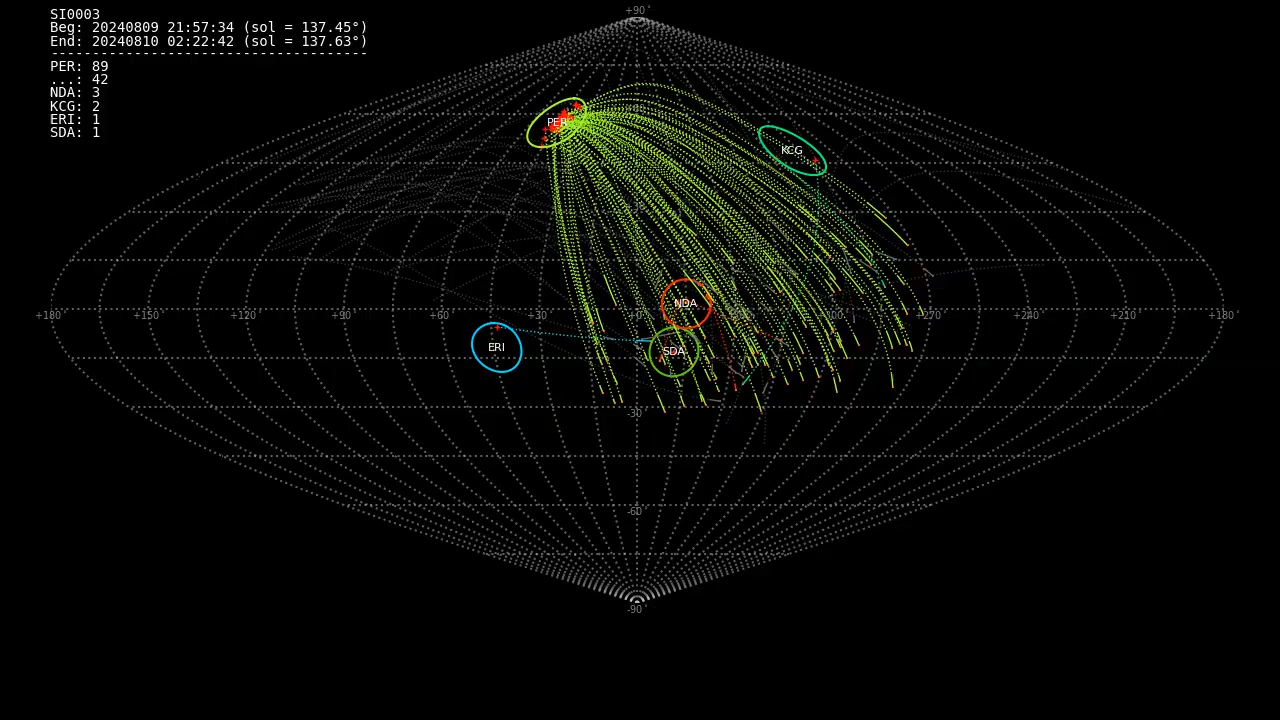 SI0003
Beg: 20240809 21:57:34 (sol = 137.45°)
End: 20240810 02:22:42 (sol = 137.63°)
--------------------------------------
PER: 89
...: 42
NDA: 3
KCG: 2
ERI: 1
SDA: 1
+90°
PER
KCG
NDA
+180 +150 +120 +90 +60 +30 +0 +270 +240 +210 +180
ERI
SDA
-30
-60
-90°